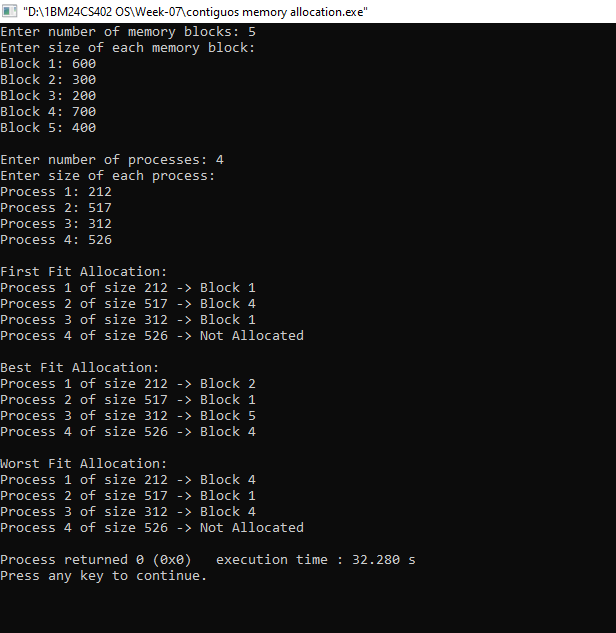 "D:\1BM24CS402 OS\Week-07\contiguos memory allocation.exe"
Enter number of memory blocks: 5
Enter size of each memory block:
Block 1: 600
Block 2: 300
Block 3: 200
Block 4: 700
Block 5: 400
Enter number of processes: 4
Enter size of each process:
Process 1: 212
Process 2: 517
Process 3: 312
Process 4: 526
First Fit Allocation:
Process 1 of size 212 -> Block 1
Process 2 of size 517 -> Block 4
Process 3 of size 312 -> Block 1
Process 4 of size 526 -> Not Allocated
Best Fit Allocation:
Process 1 of size 212 -> Block 2
Process 2 of size 517 -> Block 1
Process 3 of size 312 -> Block 5
Process 4 of size 526 -> Block 4
Worst Fit Allocation:
Process 1 of size 212 -> Block 4
Process 2 of size 517 -> Block 1
Process 3 of size 312 -> Block 4
Process 4 of size 526 -> Not Allocated
Process returned 0 (0x0)   execution time : 32.280 s
Press any key to continue.